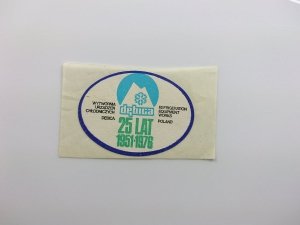 dębica
WYTWÓRNIA
URZĄDZEŃ
CHŁODNICZYCH
DĘBICA
REFRIGERATION
EQUIPMENT
WORKS
POLAND
25 LAT
1951-1976